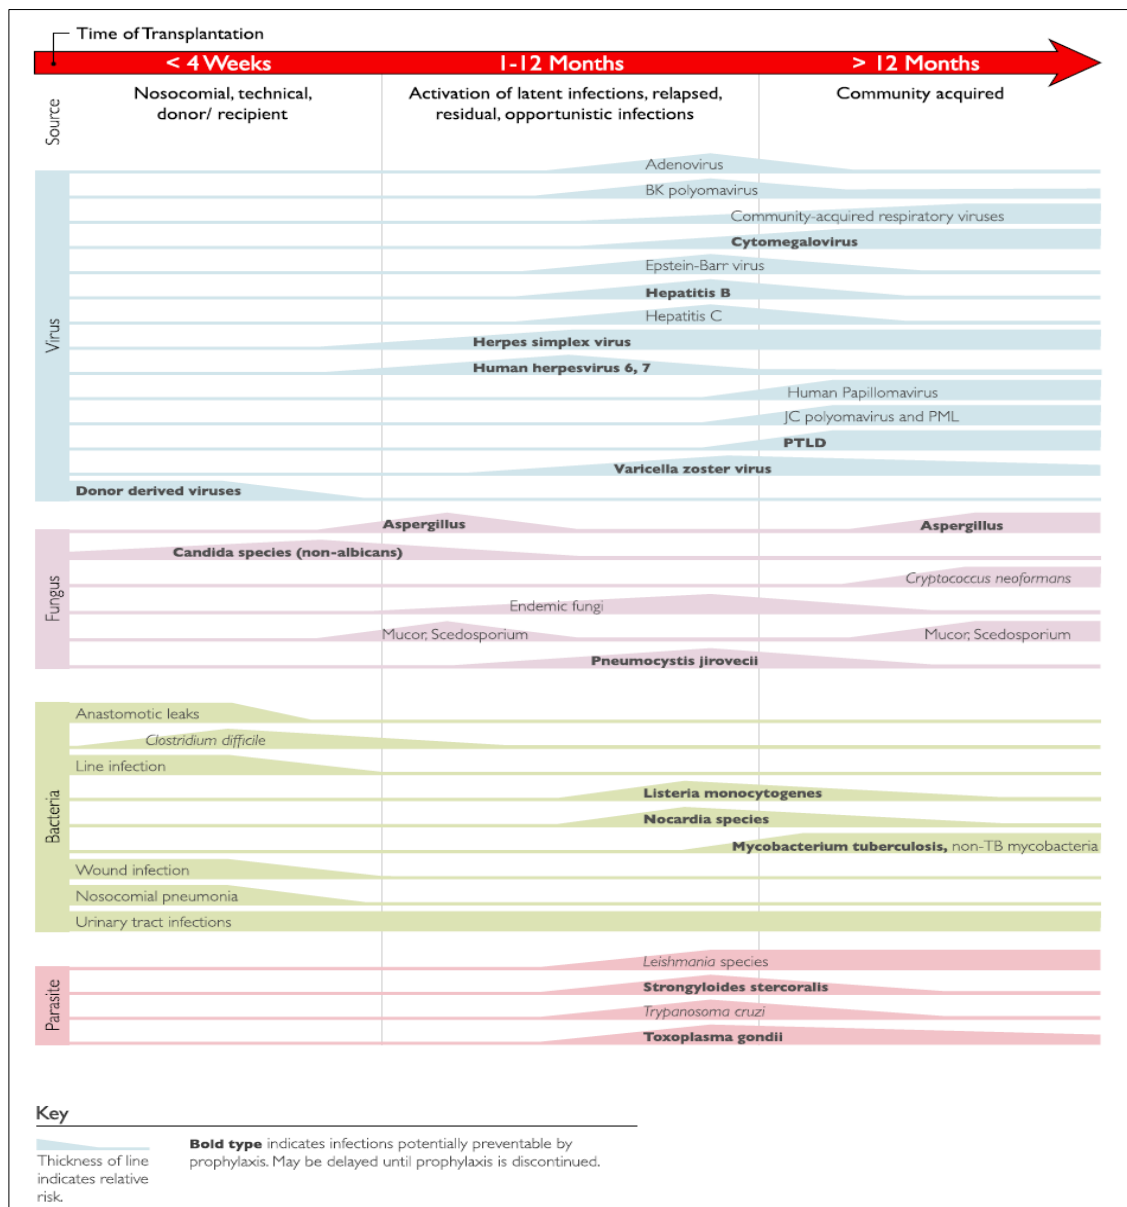 Time of Transplantation
< 4 Weeks
1-12 Months
> 12 Months
Source
Nosocomial, technical,
donor/ recipient
Activation of latent infections, relapsed,
residual, opportunistic infections
Community acquired
Virus
Adenovirus
BK polyomavirus
Community-acquired respiratory viruses
Cytomegalovirus
Epstein-Barr virus
Hepatitis B
Hepatitis C
Herpes simplex virus
Human herpesvirus 6, 7
Human Papillomavirus
JC polyomavirus and PML
PTLD
Varicella zoster virus
Donor derived viruses
Fungus
Aspergillus
Aspergillus
Candida species (non-albicans)
Cryptococcus neoformans
Endemic fungi
Mucor, Scedosporium
Mucor, Scedosporium
Pneumocystis jirovecii
Bacteria
Anastomotic leaks
Clostridium difficile
Line infection
Listeria monocytogenes
Nocardia species
Mycobacterium tuberculosis, non-TB mycobacteria
Wound infection
Nosocomial pneumonia
Urinary tract infections
Parasite
Leishmania species
Strongyloides stercoralis
Trypanosoma cruzi
Toxoplasma gondii
Key
Thickness of line
indicates relative
risk.
Bold type indicates infections potentially preventable by
prophylaxis. May be delayed until prophylaxis is discontinued.